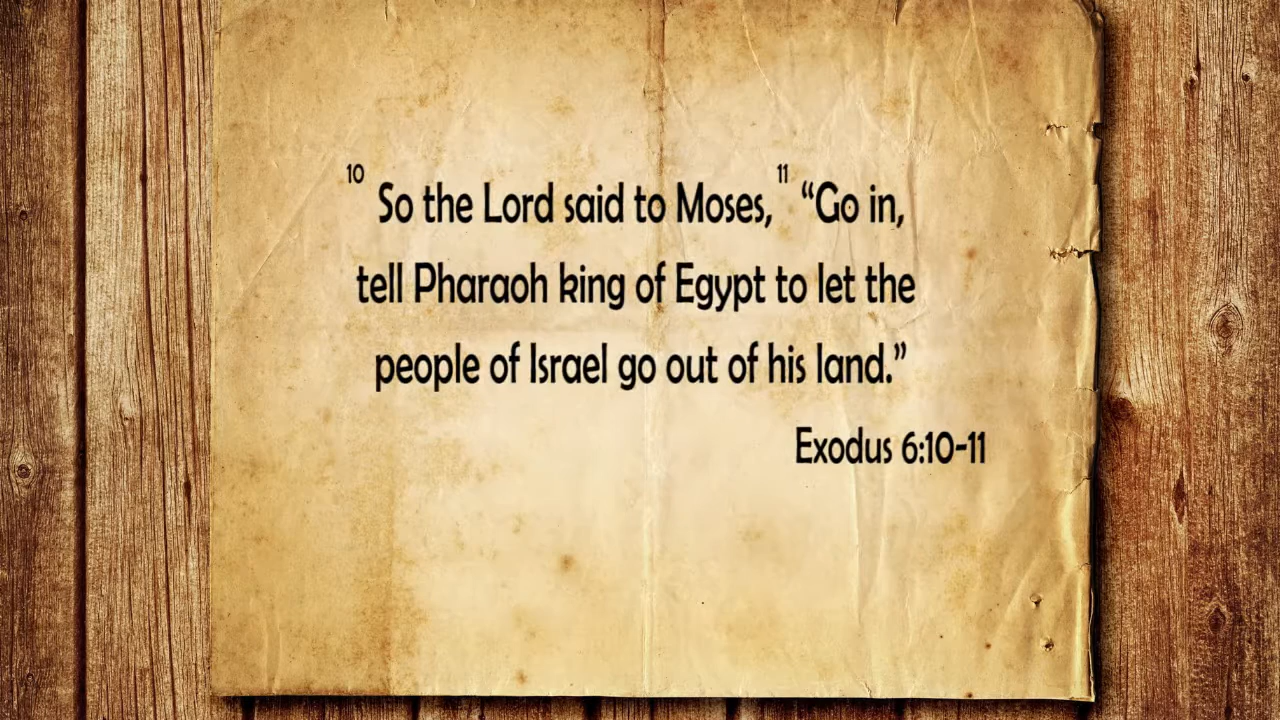 10 So the Lord said to Moses, 11 “Go in,
tell Pharaoh king of Egypt to let the
people of Israel go out of his land.”
Exodus 6:10-11